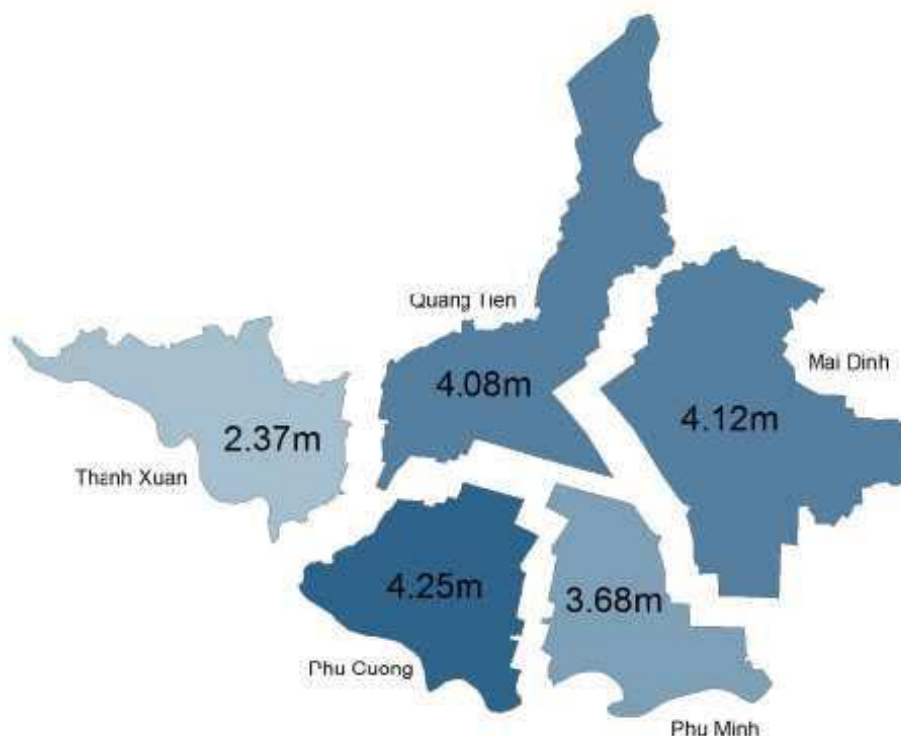 Quang Tien
4.08m
Mai Dinh
4.12m
2.37m
Thanh Xuan
4.25m
3.68m
Phu Cuong
Phu Minh